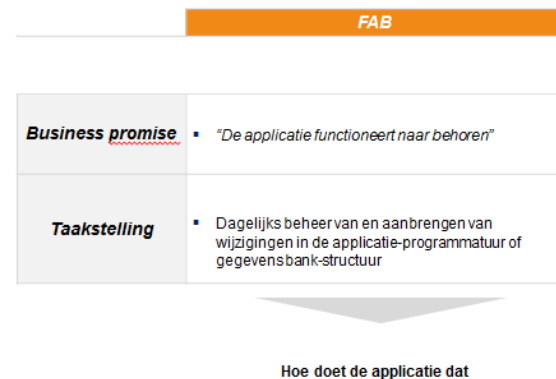 FAB
Business promise
▪ “De applicatie functioneert naar behoren”
Taakstelling
▪ Dagelijks beheer van en aanbrengen van
wijzigingen in de applicatie-programmatuur of
gegevensbank-structuur
Hoe doet de applicatie dat